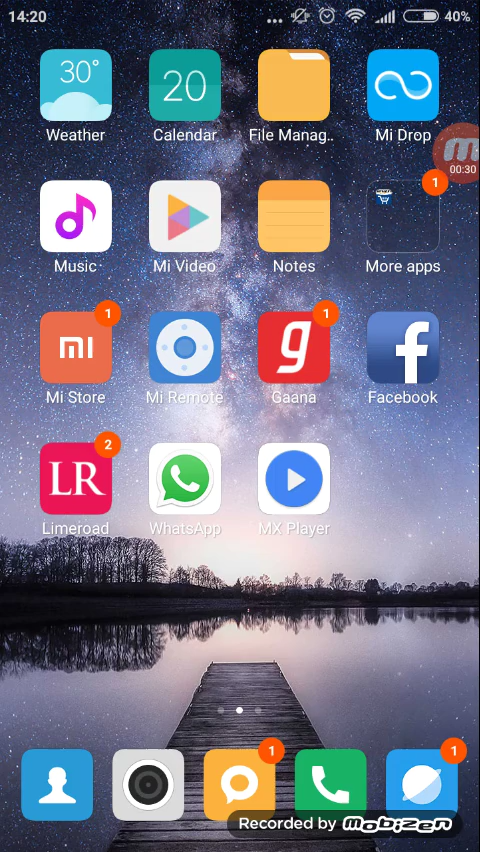 14:20
... 40%
30°
20
Weather
Calendar
File Manag..
Mi Drop
00:30
1
Music
Mi Video
Notes
More apps
1
1
mi
g
f
Mi Store
Mi Remote
Gaana
Facebook
2
LR
Limeroad
WhatsApp
MX Player
1
1
Recorded by mobizen